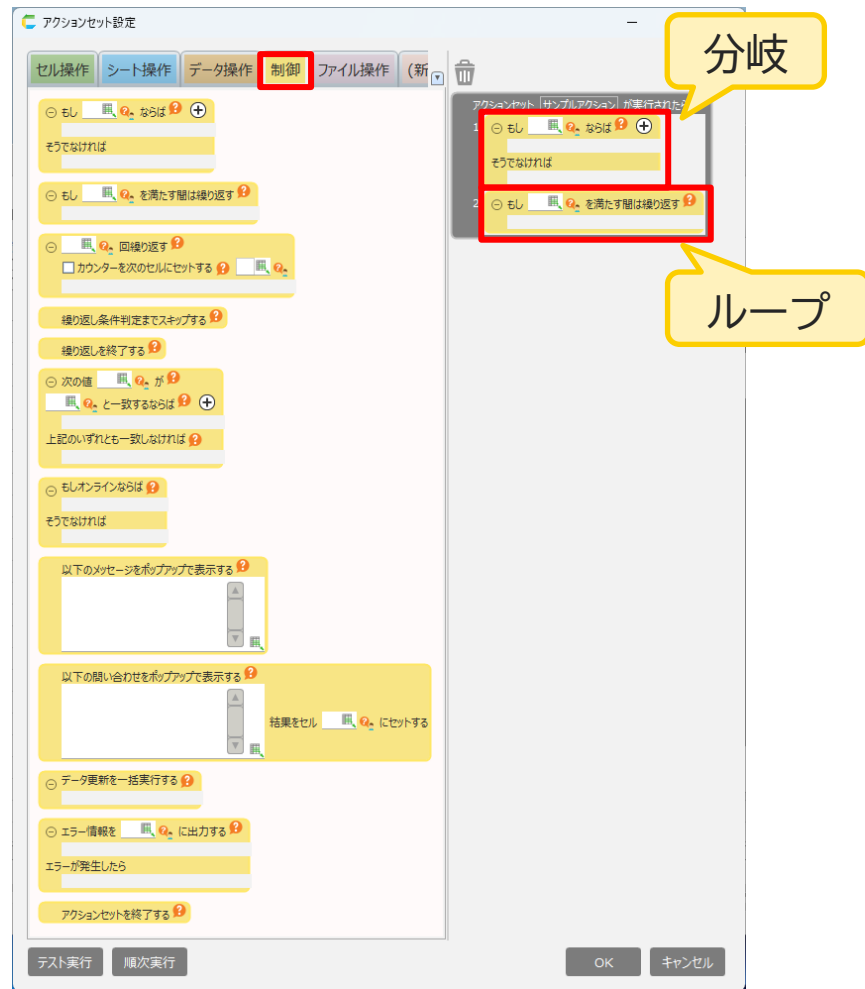 アクションセット設定
分岐
セル操作 シート操作 データ操作 制御 ファイル操作 (新
もし ならば
そうでなければ
もし を満たす間は繰り返す
回繰り返す
カウンターを次のセルにセットする
繰り返し条件判定までスキップする
繰り返しを終了する
次の値 が
と一致するならば
上記のいずれとも一致しなければ
もしオンラインならば
そうでなければ
以下のメッセージをポップアップで表示する
以下の問い合わせをポップアップで表示する
結果をセル にセットする
データ更新を一括実行する
エラー情報を に出力する
エラーが発生したら
アクションセットを終了する
アクションセット サンプルアクション が実行されたら
1 もし ならば
そうでなければ
2 もし を満たす間は繰り返す
ループ
テスト実行 順次実行 OK キャンセル